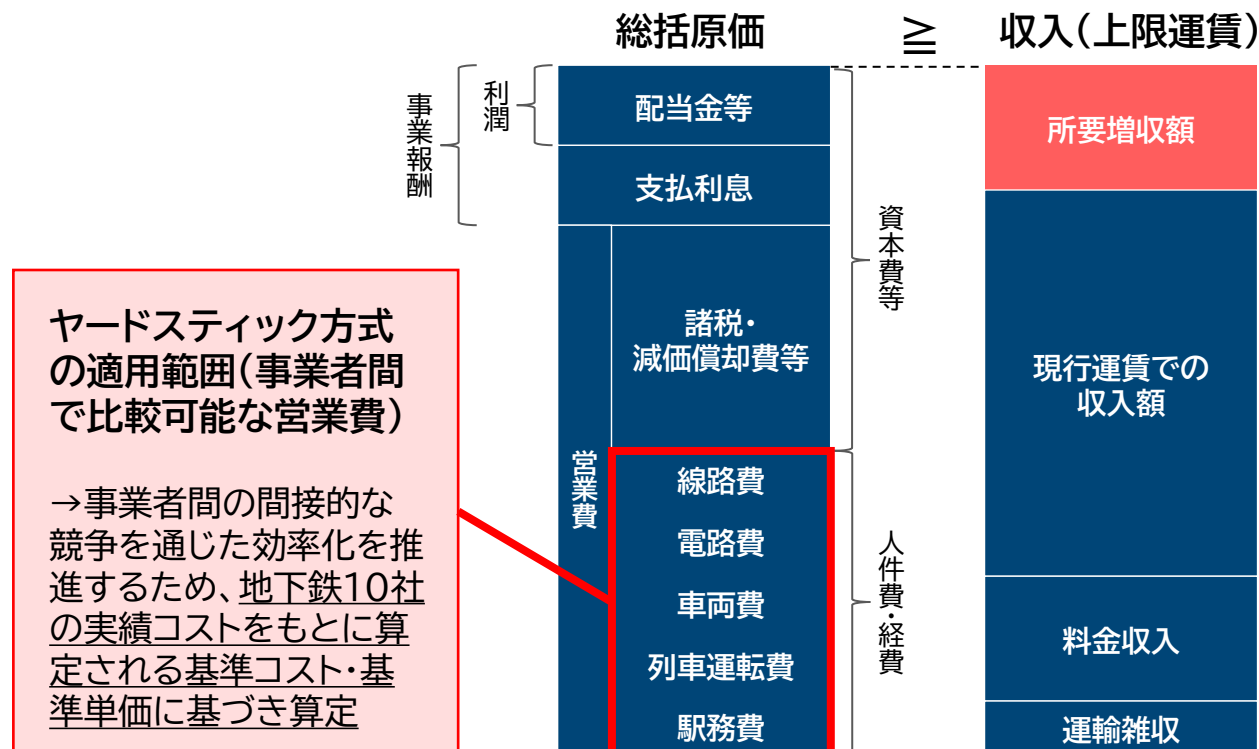 総括原価
≧
収入(上限運賃)
事業報酬
利潤
配当金等
支払利息
営業費
諸税・
減価償却費等
線路費
電路費
車両費
列車運転費
駅務費
資本費等
人件費・経費
所要増収額
現行運賃での
収入額
料金収入
運輸雑収
ヤードスティック方式
の適用範囲(事業者間
で比較可能な営業費)
→事業者間の間接的な
競争を通じた効率化を推
進するため、地下鉄10社
の実績コストをもとに算
定される基準コスト・基
準単価に基づき算定